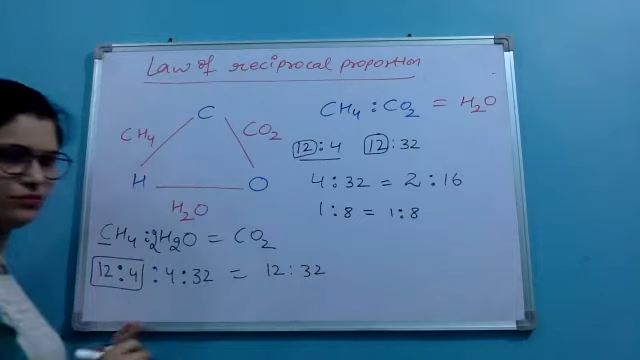 Law of reciprocal proportion
C
CH4
CO2
H
O
H2O
CH4 : CO2 = H2O
12 : 4 12 : 32
4 : 32 = 2 : 16
1 : 8 = 1 : 8
CH4 : 2H2O = CO2
12 : 4 : 4 : 32 = 12 : 32